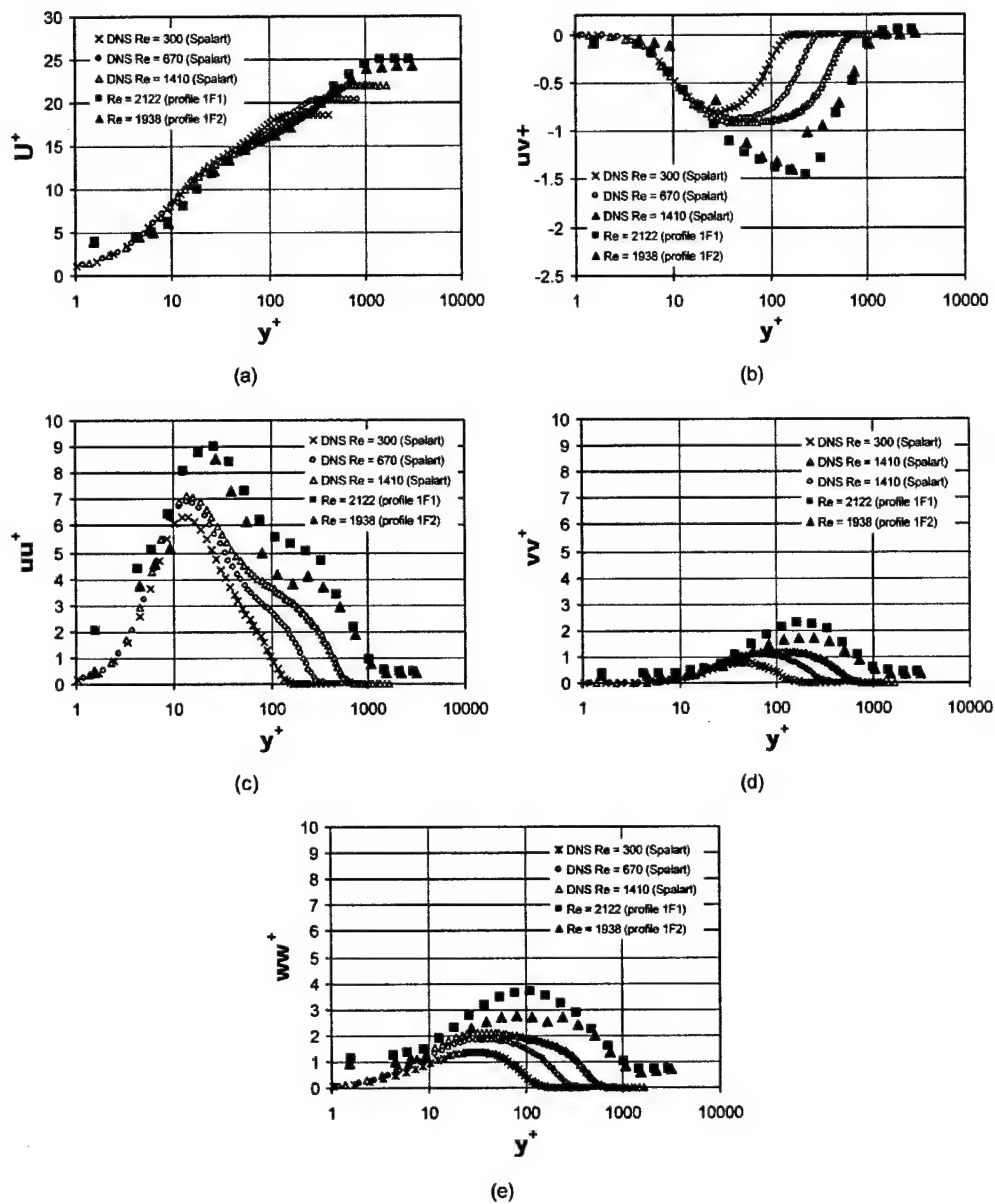 30
25
20
15
10
5
0
U+
× DNS Re = 300 (Spalart)
○ DNS Re = 670 (Spalart)
△ DNS Re = 1410 (Spalart)
■ Re = 2122 (profile 1F1)
▲ Re = 1938 (profile 1F2)
1 10 100 1000 10000
y+
(a)
0
-0.5
-1
-1.5
-2
-2.5
uv+
× DNS Re = 300 (Spalart)
○ DNS Re = 670 (Spalart)
▲ DNS Re = 1410 (Spalart)
■ Re = 2122 (profile 1F1)
▲ Re = 1938 (profile 1F2)
1 10 100 1000 10000
y+
(b)
10
9
8
7
6
5
4
3
2
1
0
uu+
× DNS Re = 300 (Spalart)
○ DNS Re = 670 (Spalart)
△ DNS Re = 1410 (Spalart)
■ Re = 2122 (profile 1F1)
▲ Re = 1938 (profile 1F2)
1 10 100 1000 10000
y+
(c)
10
9
8
7
6
5
4
3
2
1
0
vv+
× DNS Re = 300 (Spalart)
△ DNS Re = 1410 (Spalart)
○ DNS Re = 1410 (Spalart)
■ Re = 2122 (profile 1F1)
▲ Re = 1938 (profile 1F2)
1 10 100 1000 10000
y+
(d)
10
9
8
7
6
5
4
3
2
1
0
ww+
× DNS Re = 300 (Spalart)
○ DNS Re = 670 (Spalart)
△ DNS Re = 1410 (Spalart)
■ Re = 2122 (profile 1F1)
▲ Re = 1938 (profile 1F2)
1 10 100 1000 10000
y+
(e)